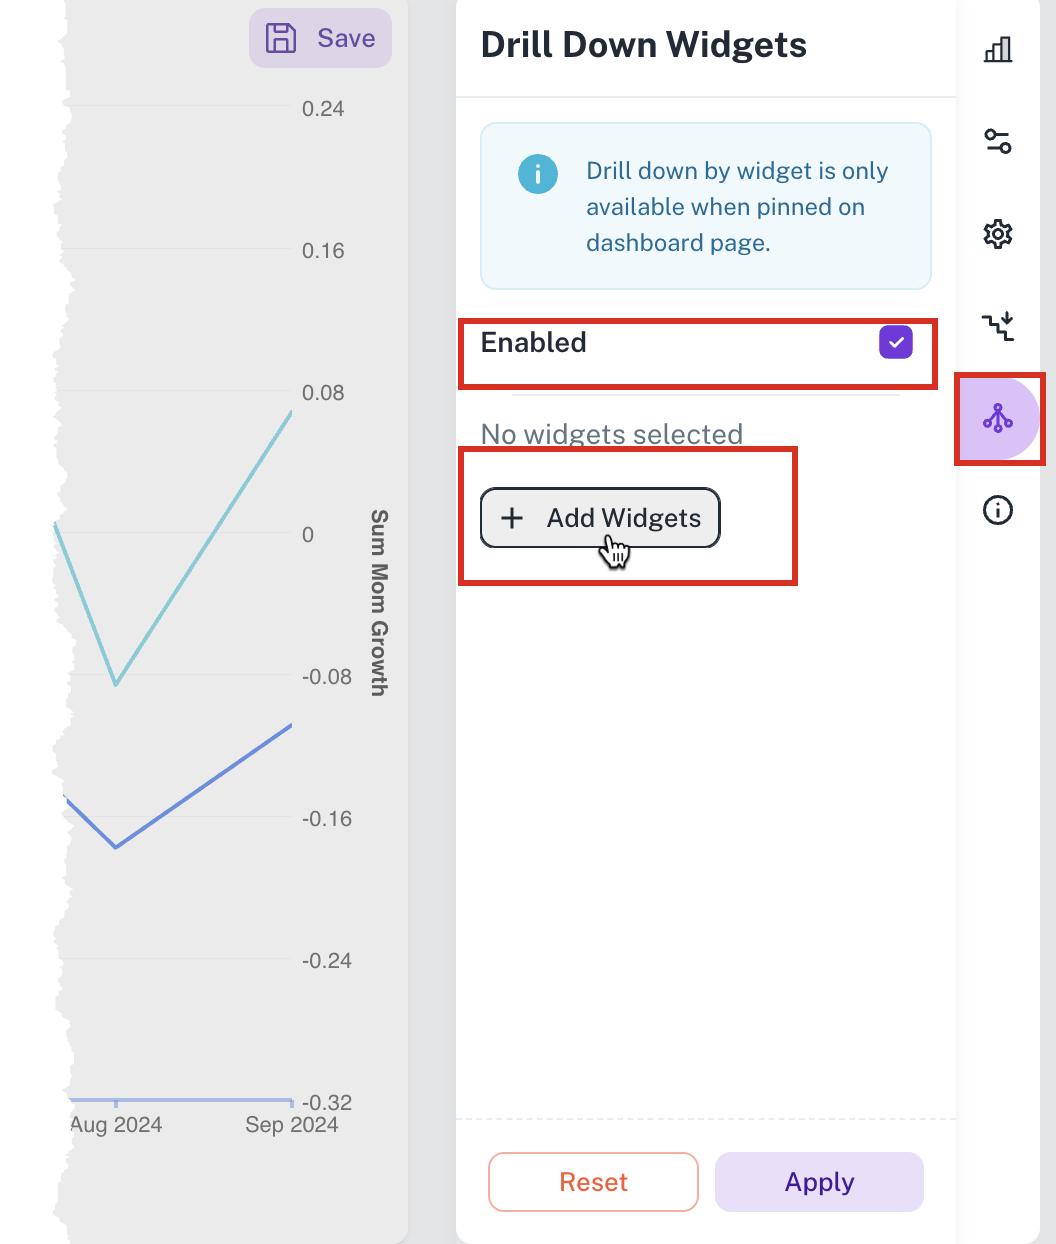 Save
0.24
0.16
0.08
0
-0.08
-0.16
-0.24
-0.32
Sum Mom Growth
Aug 2024
Sep 2024
Drill Down Widgets
Drill down by widget is only
available when pinned on
dashboard page.
Enabled
No widgets selected
Add Widgets
Reset
Apply